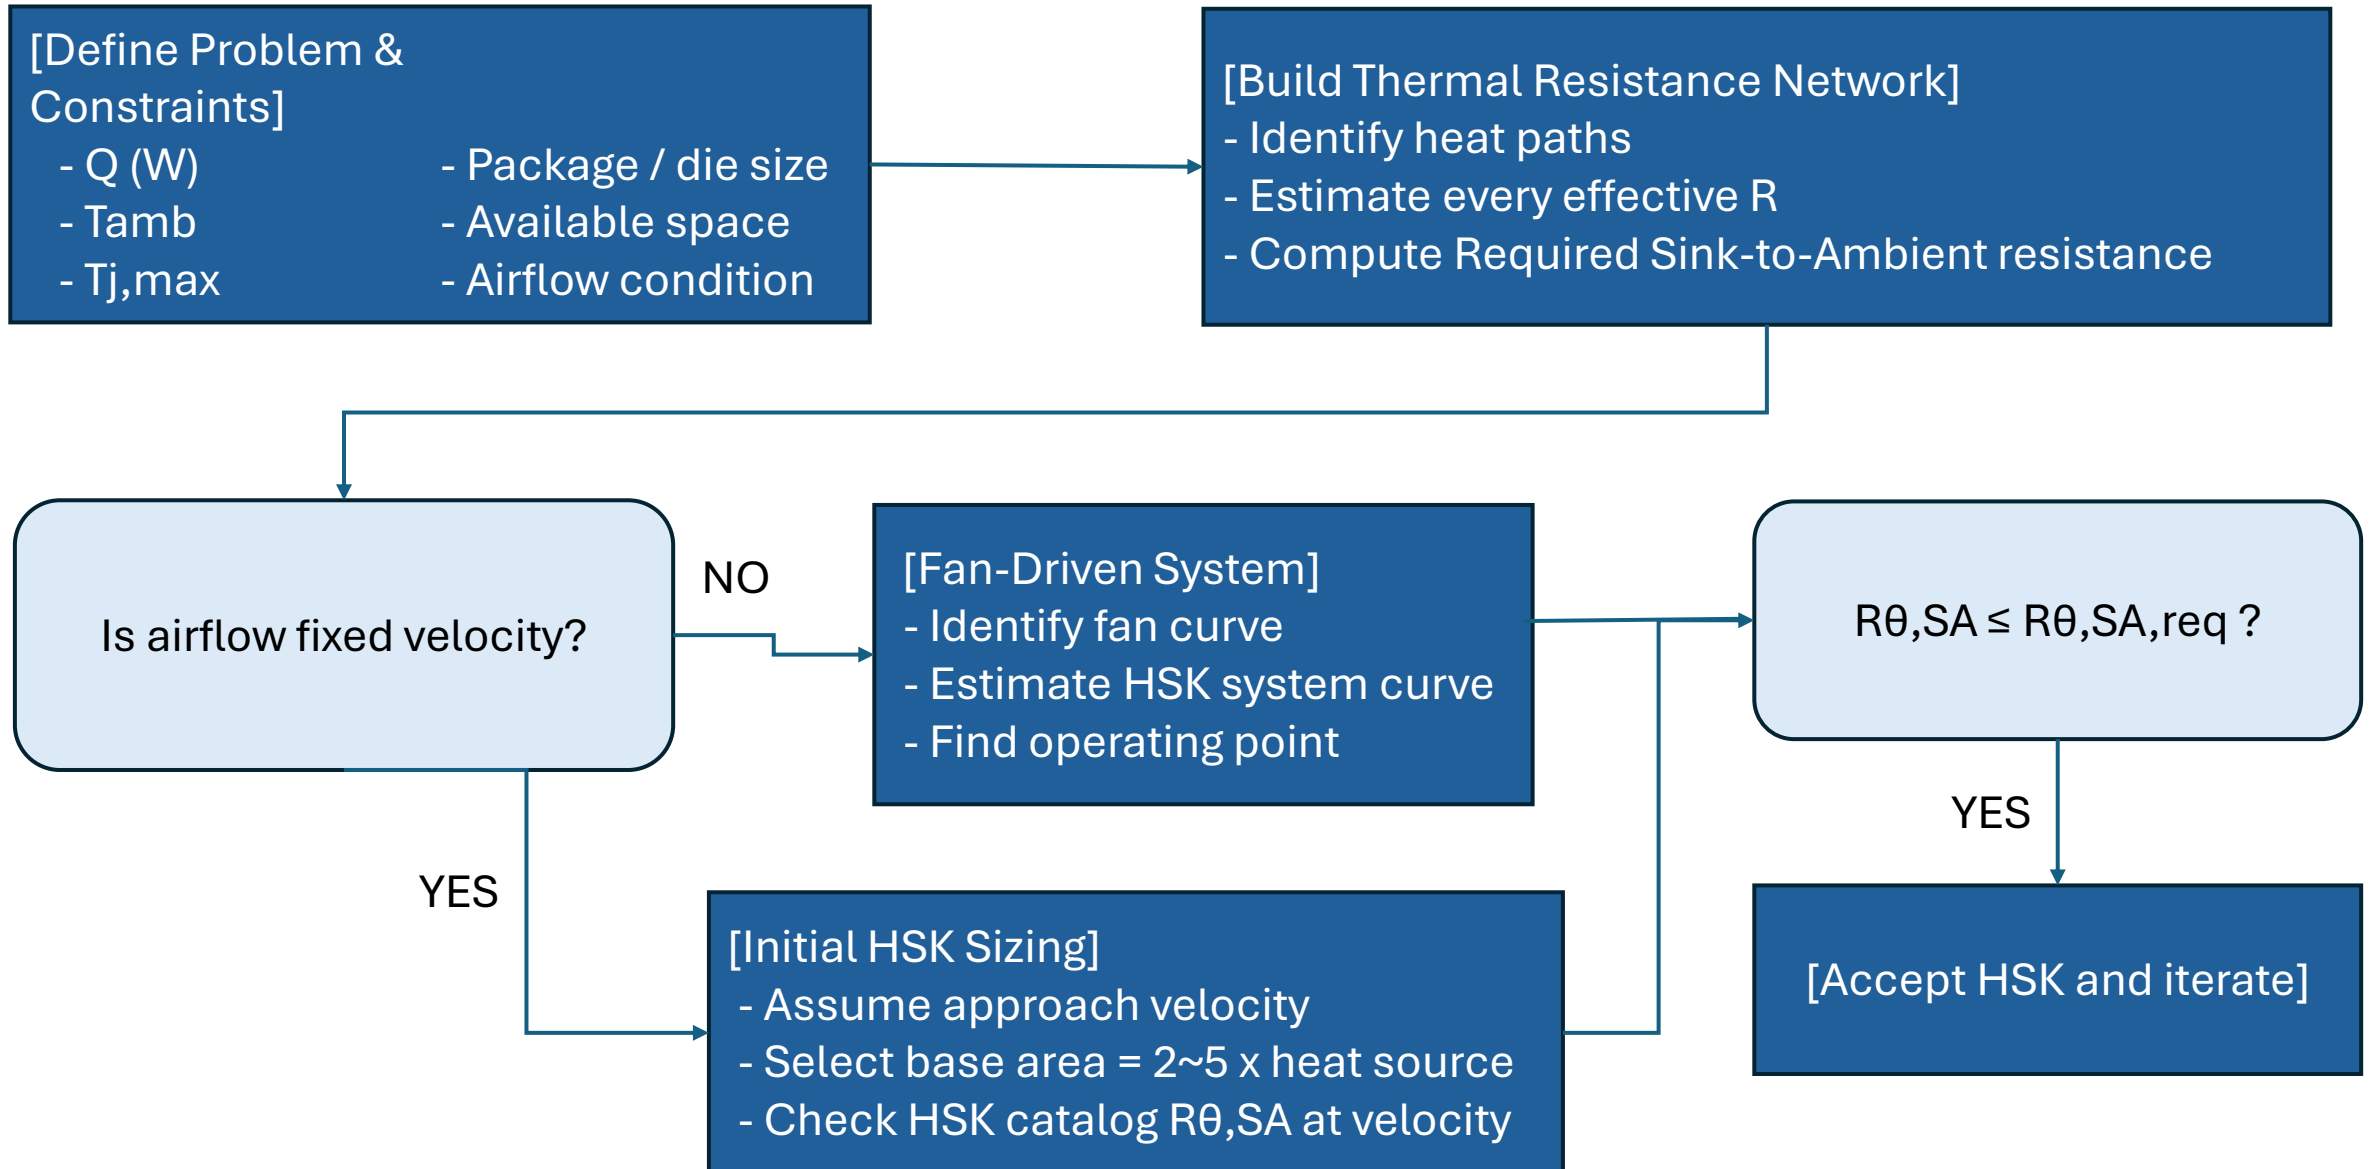 [Define Problem &
Constraints]
- Q (W)
- Tamb
- Tj,max
- Package / die size
- Available space
- Airflow condition
[Build Thermal Resistance Network]
- Identify heat paths
- Estimate every effective R
- Compute Required Sink-to-Ambient resistance
Is airflow fixed velocity?
NO
[Fan-Driven System]
- Identify fan curve
- Estimate HSK system curve
- Find operating point
Rθ,SA ≤ Rθ,SA,req ?
YES
YES
[Initial HSK Sizing]
- Assume approach velocity
- Select base area = 2~5 x heat source
- Check HSK catalog Rθ,SA at velocity
[Accept HSK and iterate]